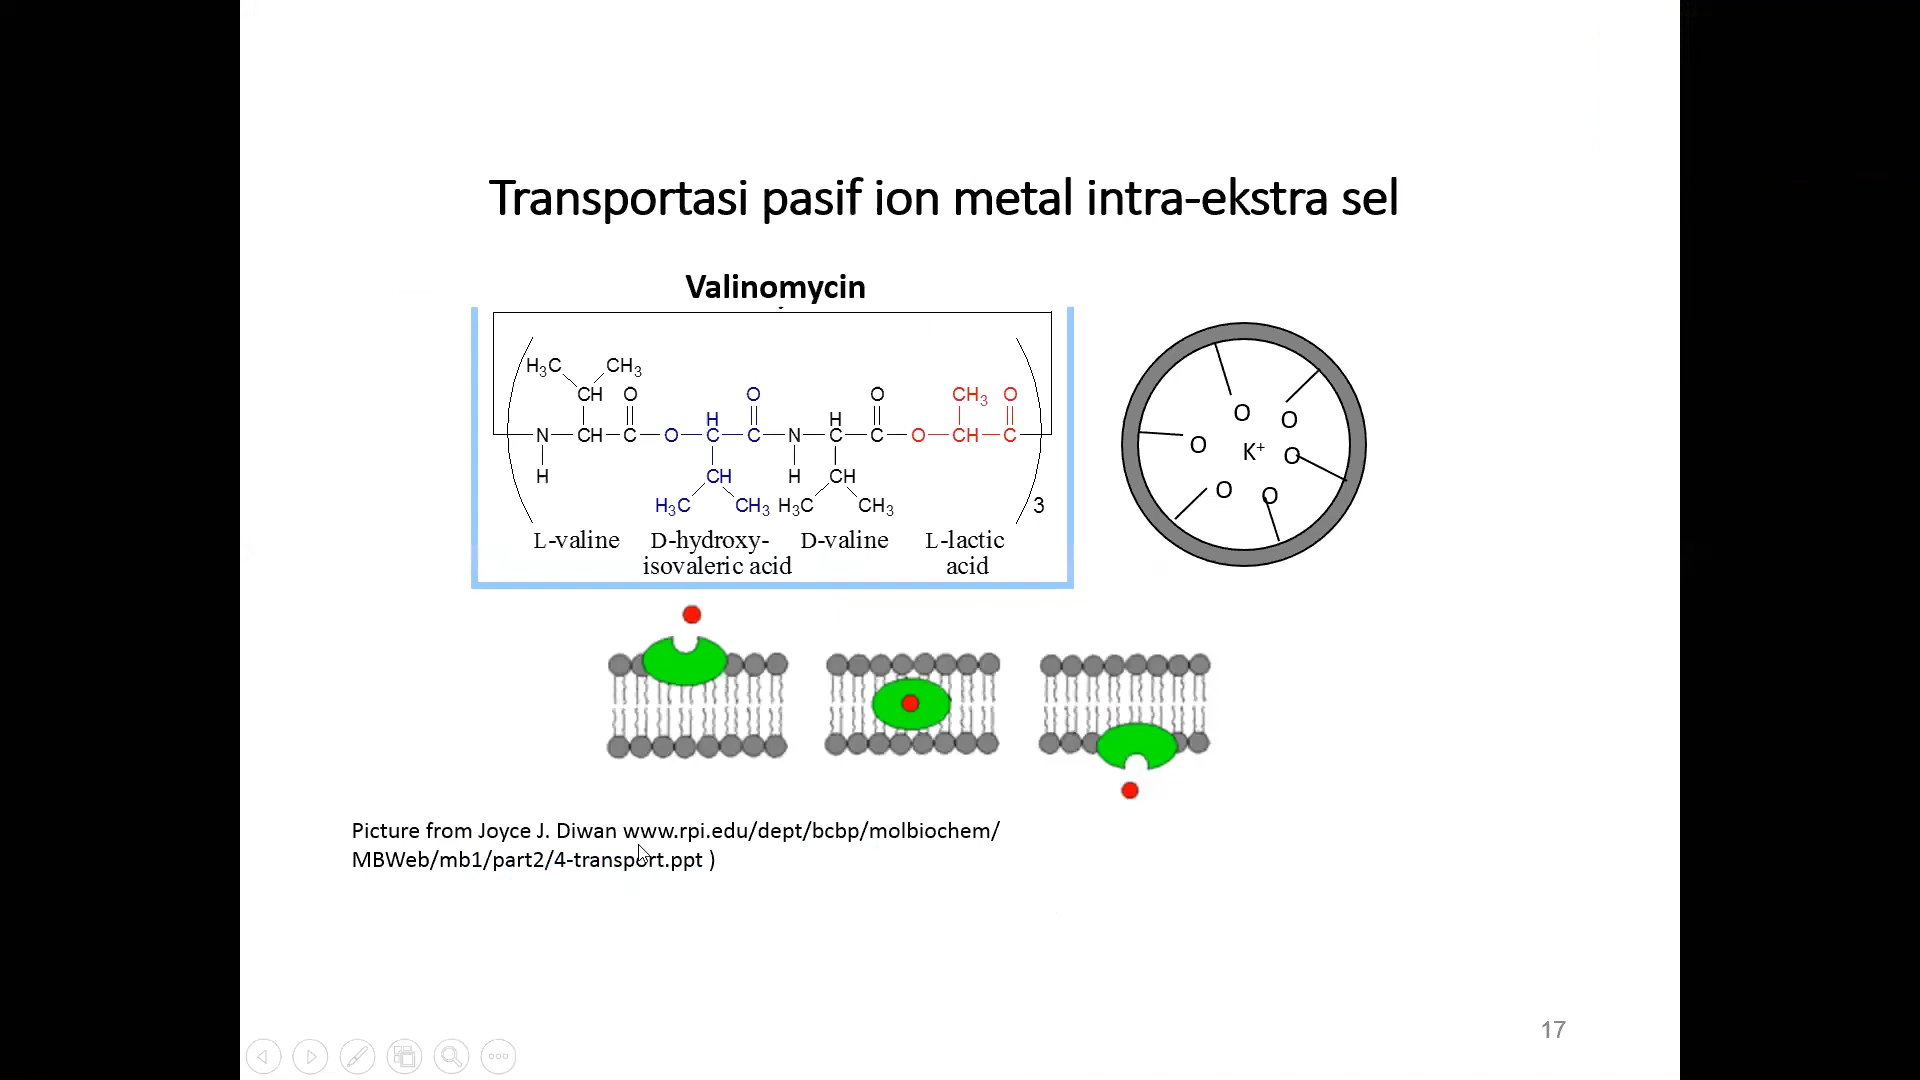 Transportasi pasif ion metal intra-ekstra sel
Valinomycin
H3C CH3
CH O O O CH3 O
H H
N CH C O C C N C C O CH C
H CH H CH
H3C CH3 H3C CH3 3
L-valine D-hydroxy- D-valine L-lactic
isovaleric acid acid
O O
O K+ O
O O
Picture from Joyce J. Diwan www.rpi.edu/dept/bcbp/molbiochem/
MBWeb/mb1/part2/4-transport.ppt )
17